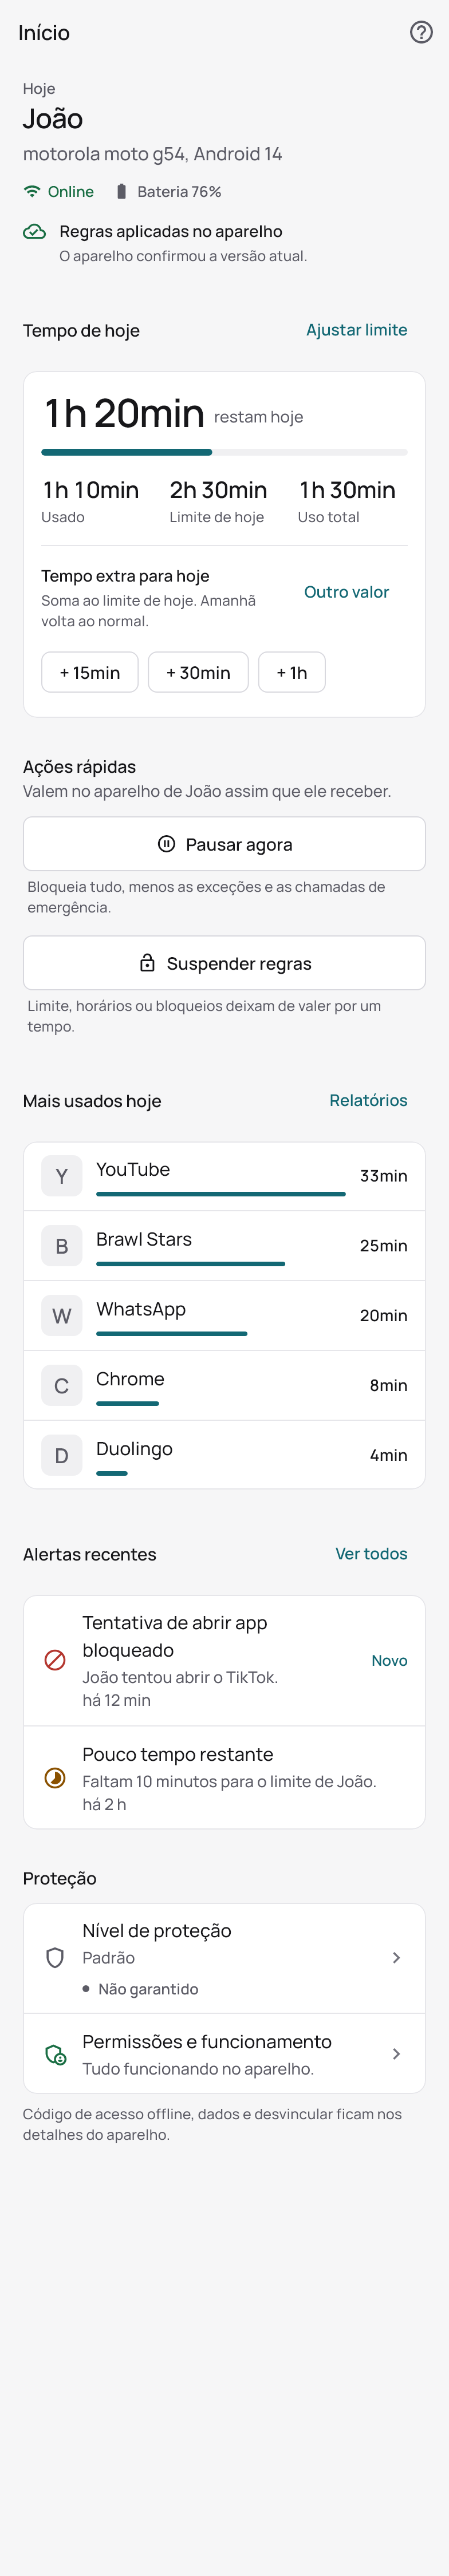 Início
Hoje
João
motorola moto g54, Android 14
Online
Bateria 76%
Regras aplicadas no aparelho
O aparelho confirmou a versão atual.
Tempo de hoje
Ajustar limite
1h 20min restam hoje
1h 10min
2h 30min
1h 30min
Usado
Limite de hoje
Uso total
Tempo extra para hoje
Soma ao limite de hoje. Amanhã
volta ao normal.
Outro valor
+ 15min
+ 30min
+ 1h
Ações rápidas
Valem no aparelho de João assim que ele receber.
Pausar agora
Bloqueia tudo, menos as exceções e as chamadas de
emergência.
Suspender regras
Limite, horários ou bloqueios deixam de valer por um
tempo.
Mais usados hoje
Relatórios
Y
YouTube
33min
B
Brawl Stars
25min
W
WhatsApp
20min
C
Chrome
8min
D
Duolingo
4min
Alertas recentes
Ver todos
Tentativa de abrir app
bloqueado
João tentou abrir o TikTok.
há 12 min
Novo
Pouco tempo restante
Faltam 10 minutos para o limite de João.
há 2 h
Proteção
Nível de proteção
Padrão
Não garantido
Permissões e funcionamento
Tudo funcionando no aparelho.
Código de acesso offline, dados e desvincular ficam nos
detalhes do aparelho.